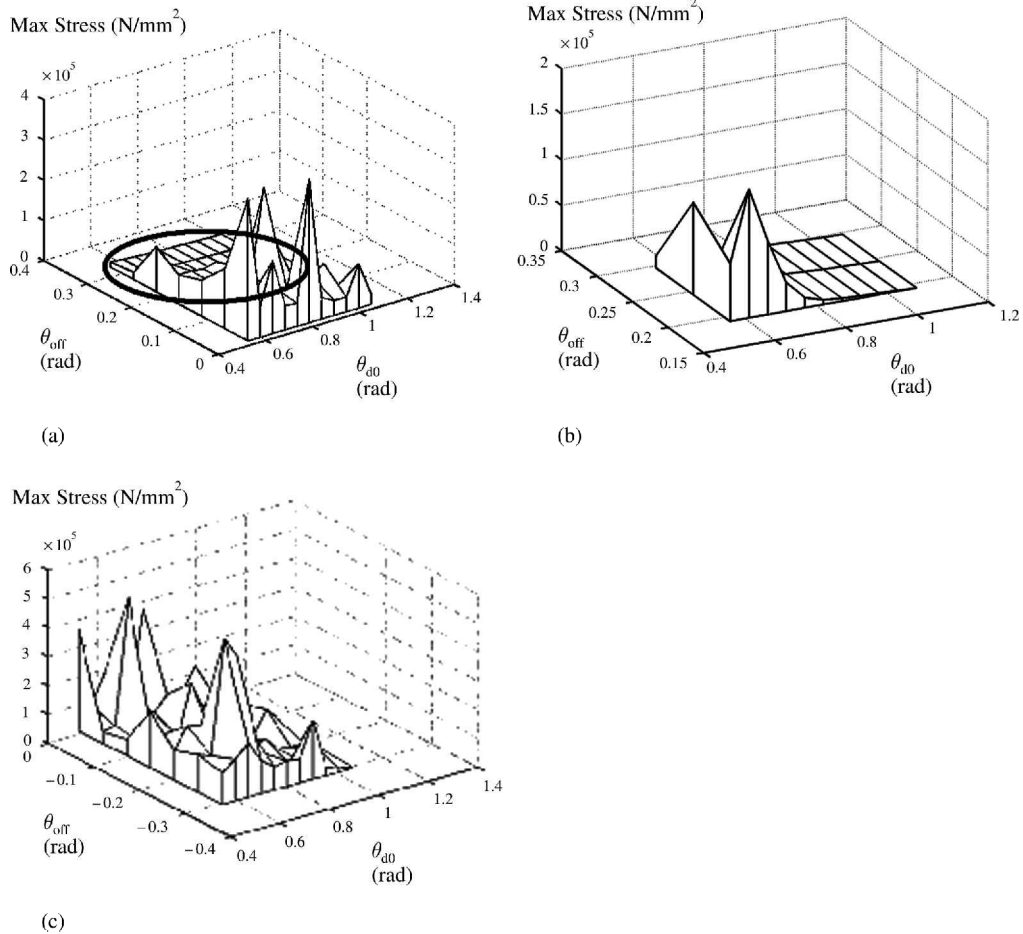 Max Stress (N/mm²)
×10⁵
4
3
2
1
0
0.4
0.3
0.2
0.1
0
θoff
(rad)
0.4
0.6
0.8
1
1.2
1.4
θd0
(rad)
(a)
Max Stress (N/mm²)
×10⁵
2
1.5
1
0.5
0
0.35
0.3
0.25
0.2
0.15
θoff
(rad)
0.4
0.6
0.8
1
1.2
θd0
(rad)
(b)
Max Stress (N/mm²)
×10⁵
6
5
4
3
2
1
0
0
−0.1
−0.2
−0.3
−0.4
θoff
(rad)
0.4
0.6
0.8
1
1.2
1.4
θd0
(rad)
(c)